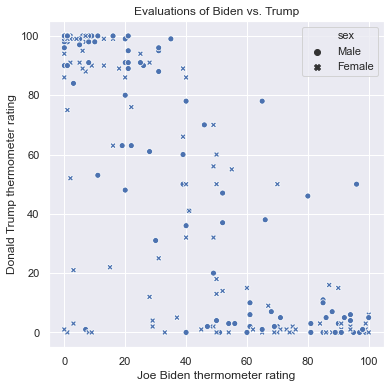 Evaluations of Biden vs. Trump
sex
Male
Female
Donald Trump thermometer rating
100
80
60
40
20
0
0
20
40
60
80
100
Joe Biden thermometer rating